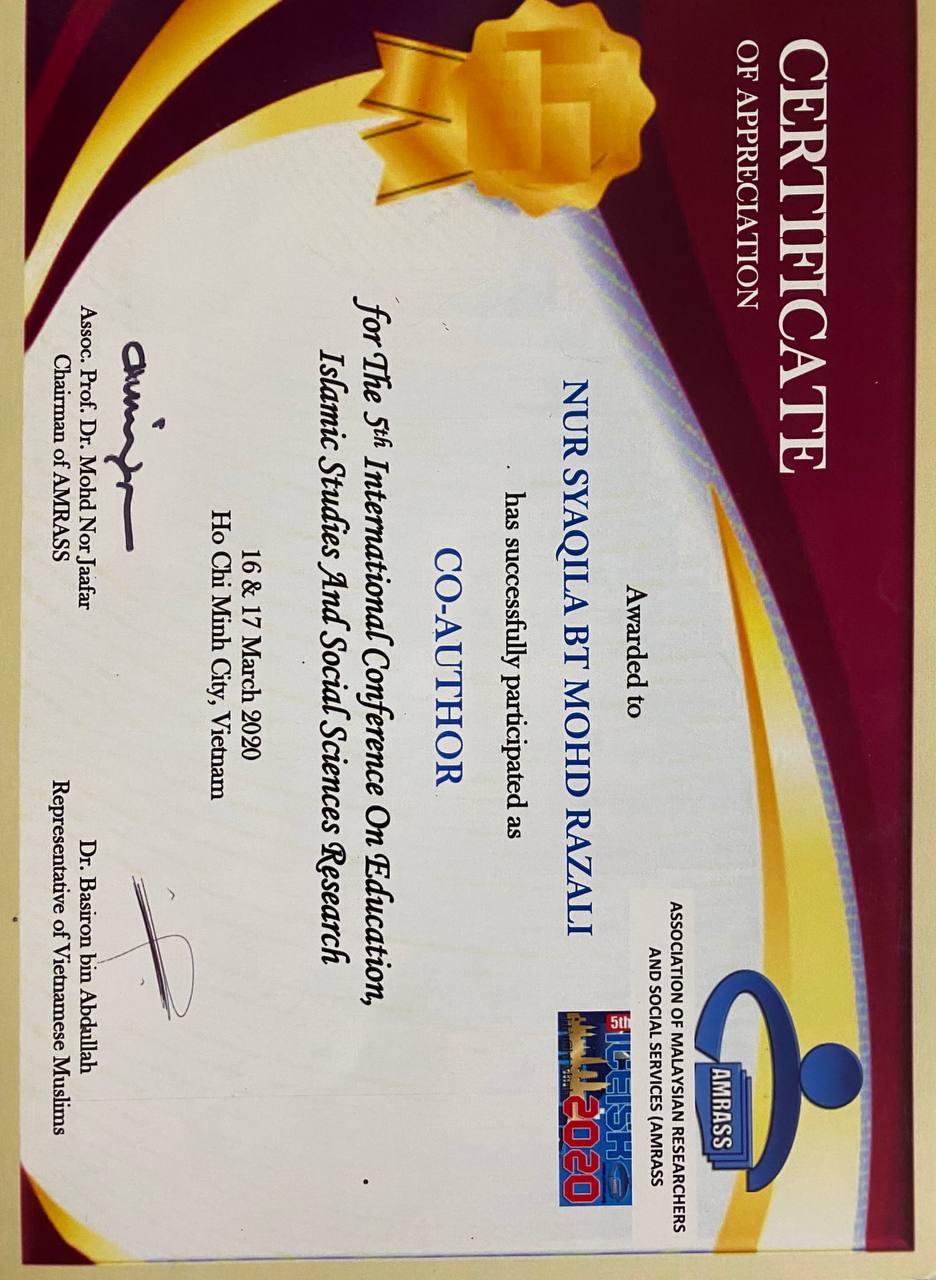 CERTIFICATE
OF APPRECIATION
AMRASS
ASSOCIATION OF MALAYSIAN RESEARCHERS
AND SOCIAL SERVICES (AMRASS
5th
2020
Awarded to
NUR SYAQILA BT MOHD RAZALI
has successfully participated as
CO-AUTHOR
for The 5th International Conference On Education,
Islamic Studies And Social Sciences Research
16 & 17 March 2020
Ho Chi Minh City, Vietnam
Assoc. Prof. Dr. Mohd Nor Jaafar
Chairman of AMRASS
Dr. Basiron bin Abdullah
Representative of Vietnamese Muslims